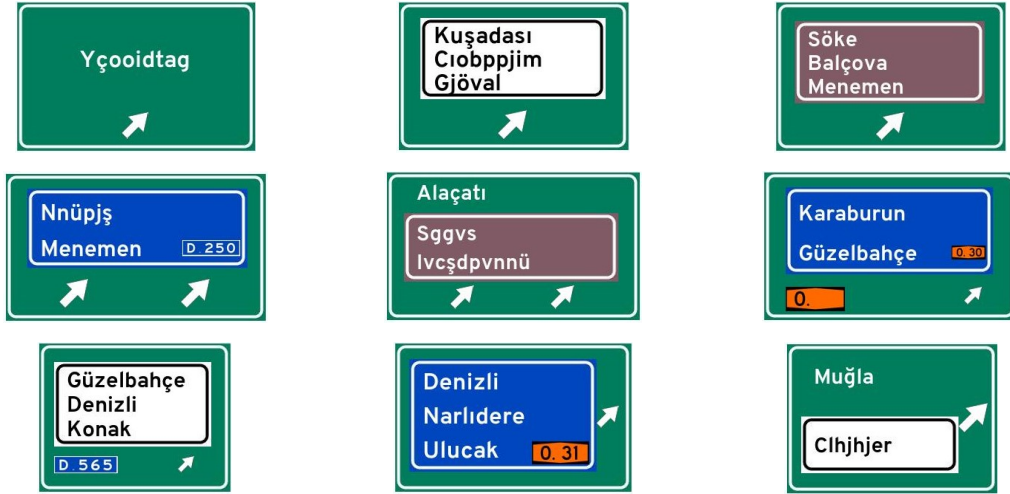 Yçooidtag
Kuşadası
Cıobppjim
Gjöval
Söke
Balçova
Menemen
Nnüpjş
Menemen D.250
Alaçatı
Sggvs
Ivcşdpvnnü
Karaburun
Güzelbahçe 0. 30
0.
Güzelbahçe
Denizli
Konak
D.565
Denizli
Narlıdere
Ulucak 0. 31
Muğla
Clhjhjer